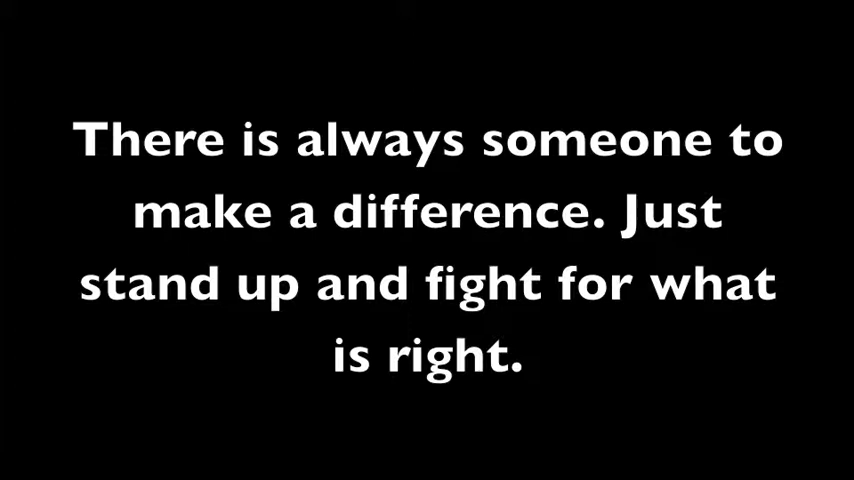 There is always someone to
make a difference. Just
stand up and fight for what
is right.